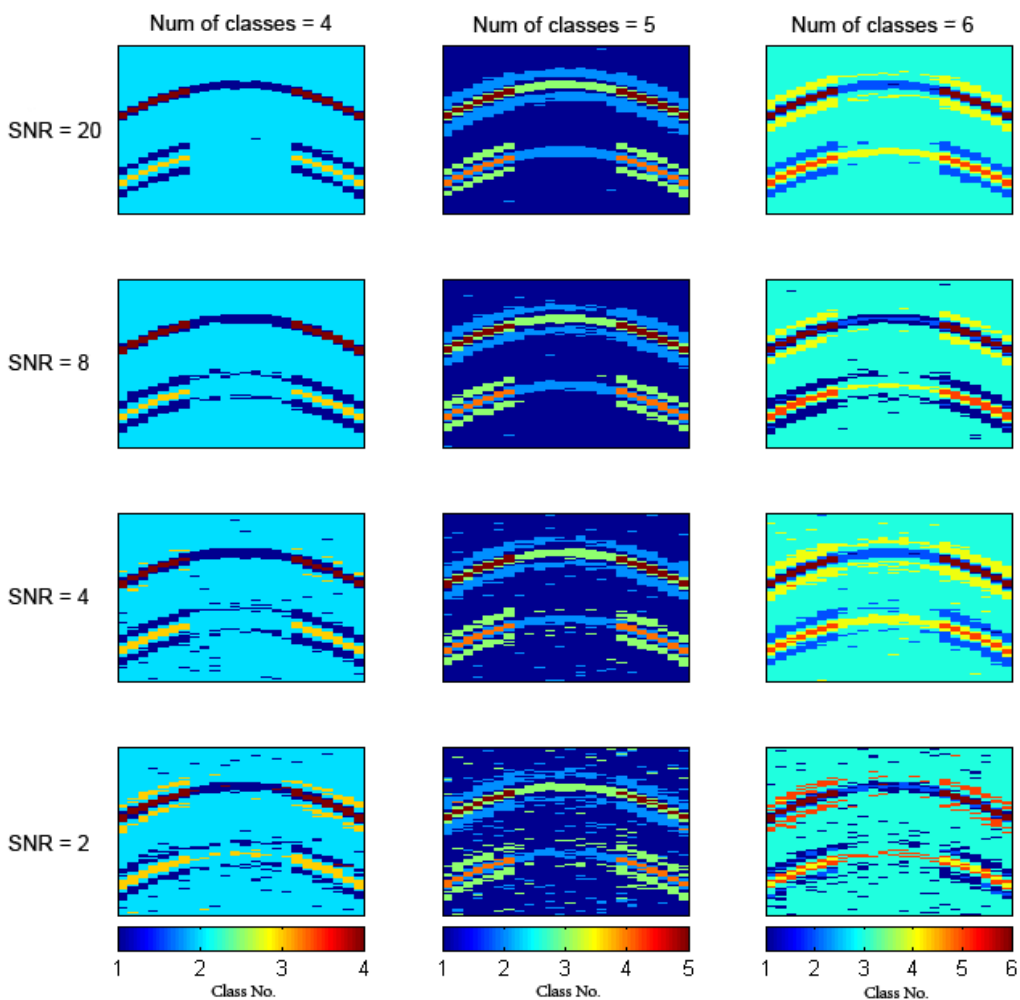 Num of classes = 4 Num of classes = 5 Num of classes = 6
SNR = 20
SNR = 8
SNR = 4
SNR = 2
1 2 3 4 1 2 3 4 5 1 2 3 4 5 6
Class No. Class No. Class No.